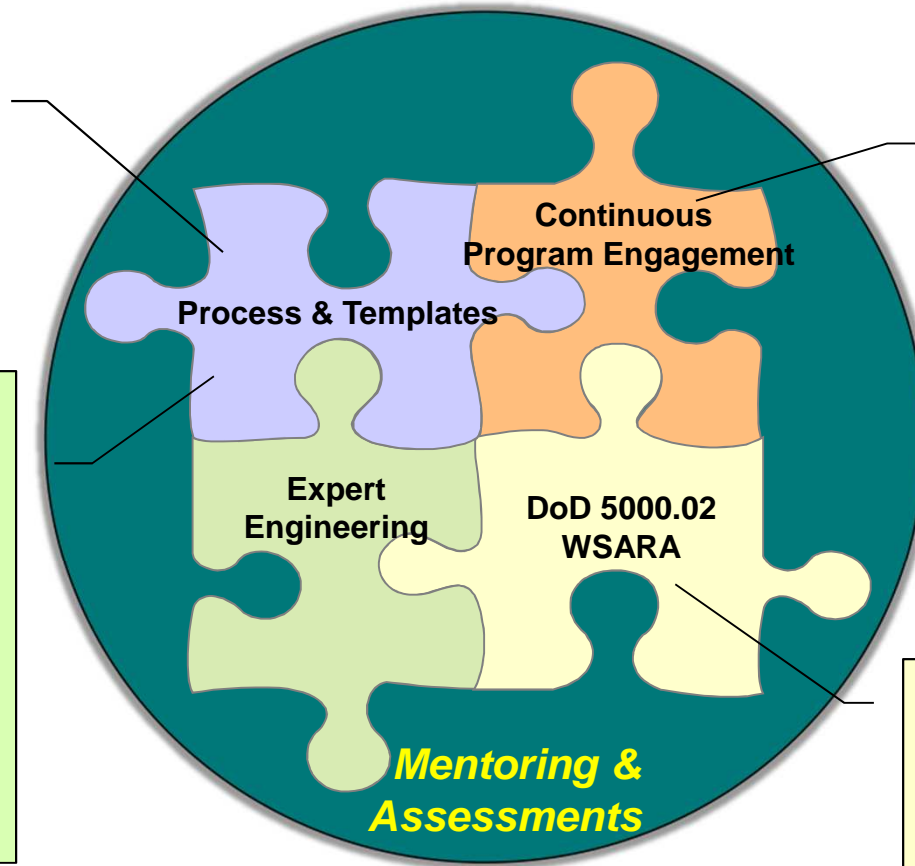 Continuous
Program Engagement
Process & Templates
Expert
Engineering
DoD 5000.02
WSARA
Mentoring &
Assessments